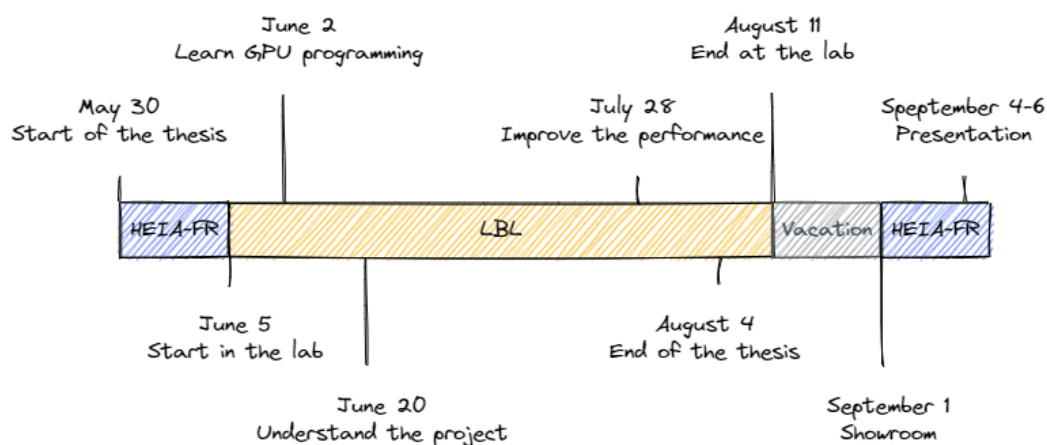 June 2
Learn GPU programming
August 11
End at the lab
May 30
Start of the thesis
July 28
Improve the performance
Speptember 4-6
Presentation
HEIA-FR
LBL
Vacation
HEIA-FR
June 5
Start in the lab
August 4
End of the thesis
June 20
Understand the project
September 1
Showroom